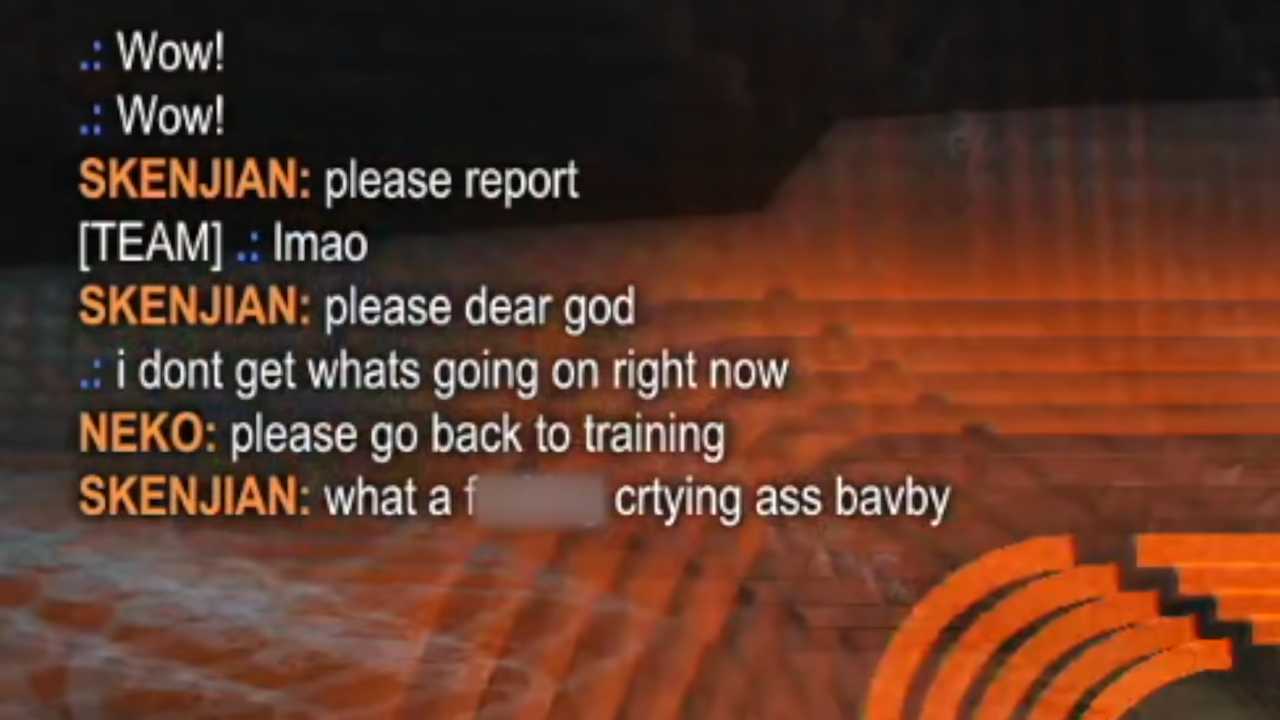 .: Wow!
.: Wow!
SKENJIAN: please report
[TEAM] .: lmao
SKENJIAN: please dear god
.: i dont get whats going on right now
NEKO: please go back to training
SKENJIAN: what a f crtying ass bavby